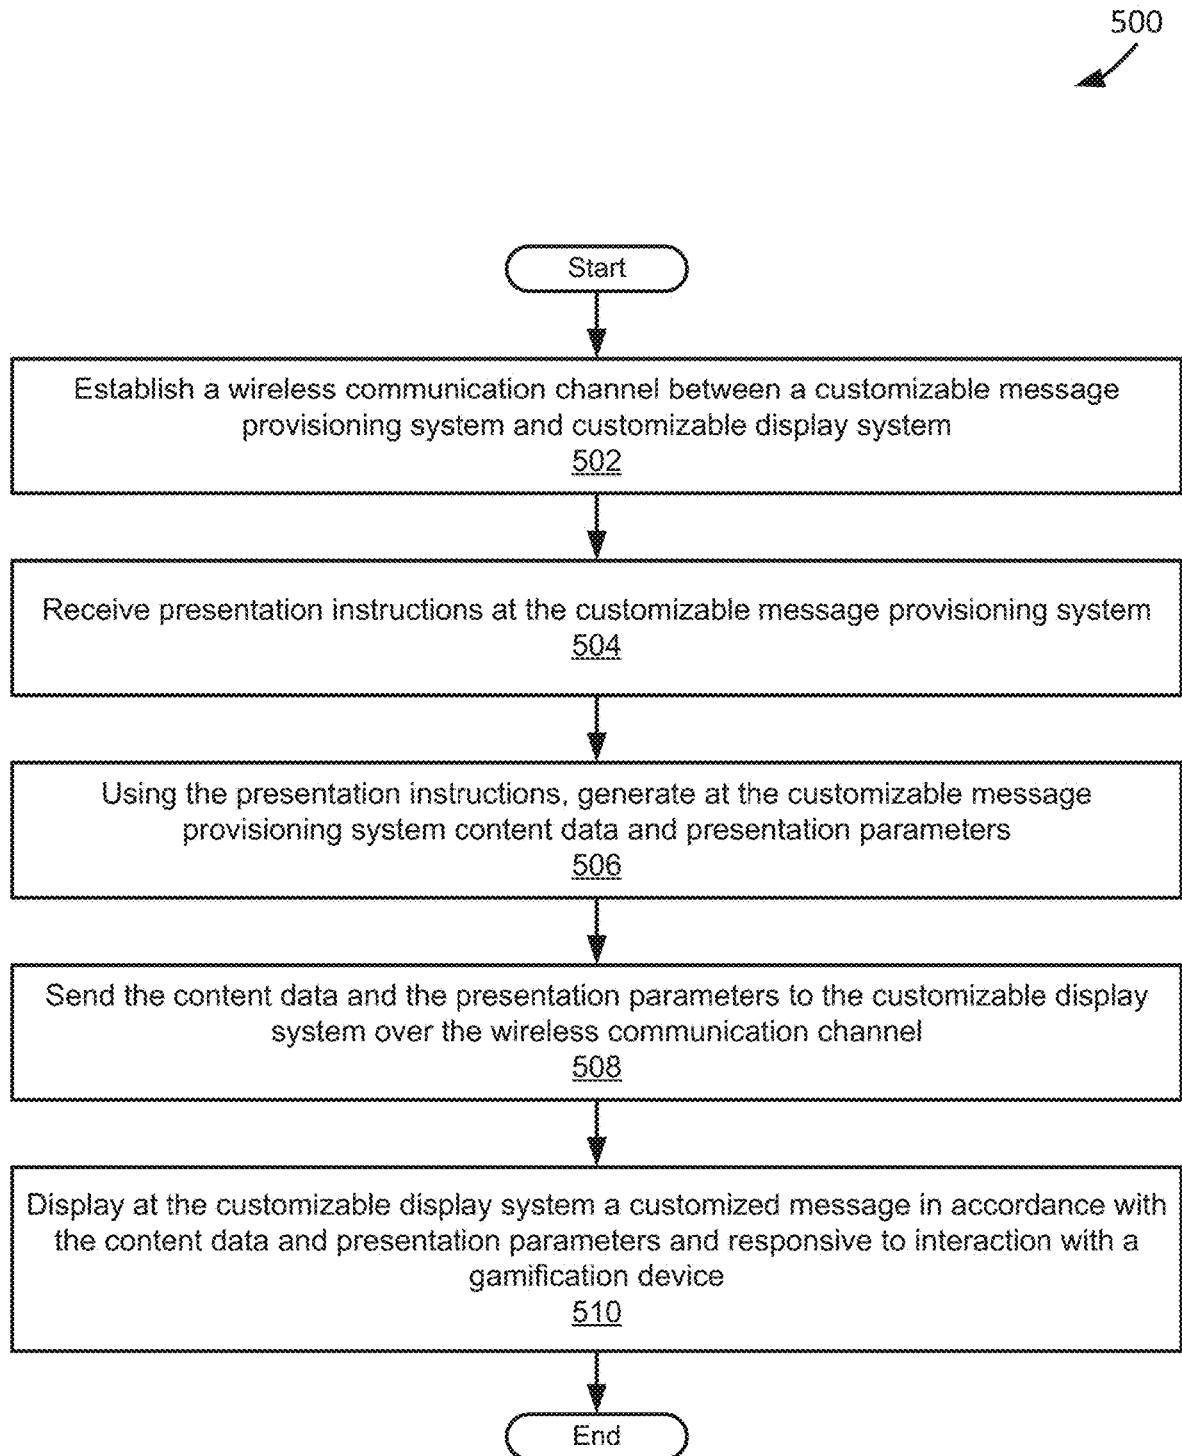 500
Start
Establish a wireless communication channel between a customizable message
provisioning system and customizable display system
502
Receive presentation instructions at the customizable message provisioning system
504
Using the presentation instructions, generate at the customizable message
provisioning system content data and presentation parameters
506
Send the content data and the presentation parameters to the customizable display
system over the wireless communication channel
508
Display at the customizable display system a customized message in accordance with
the content data and presentation parameters and responsive to interaction with a
gamification device
510
End